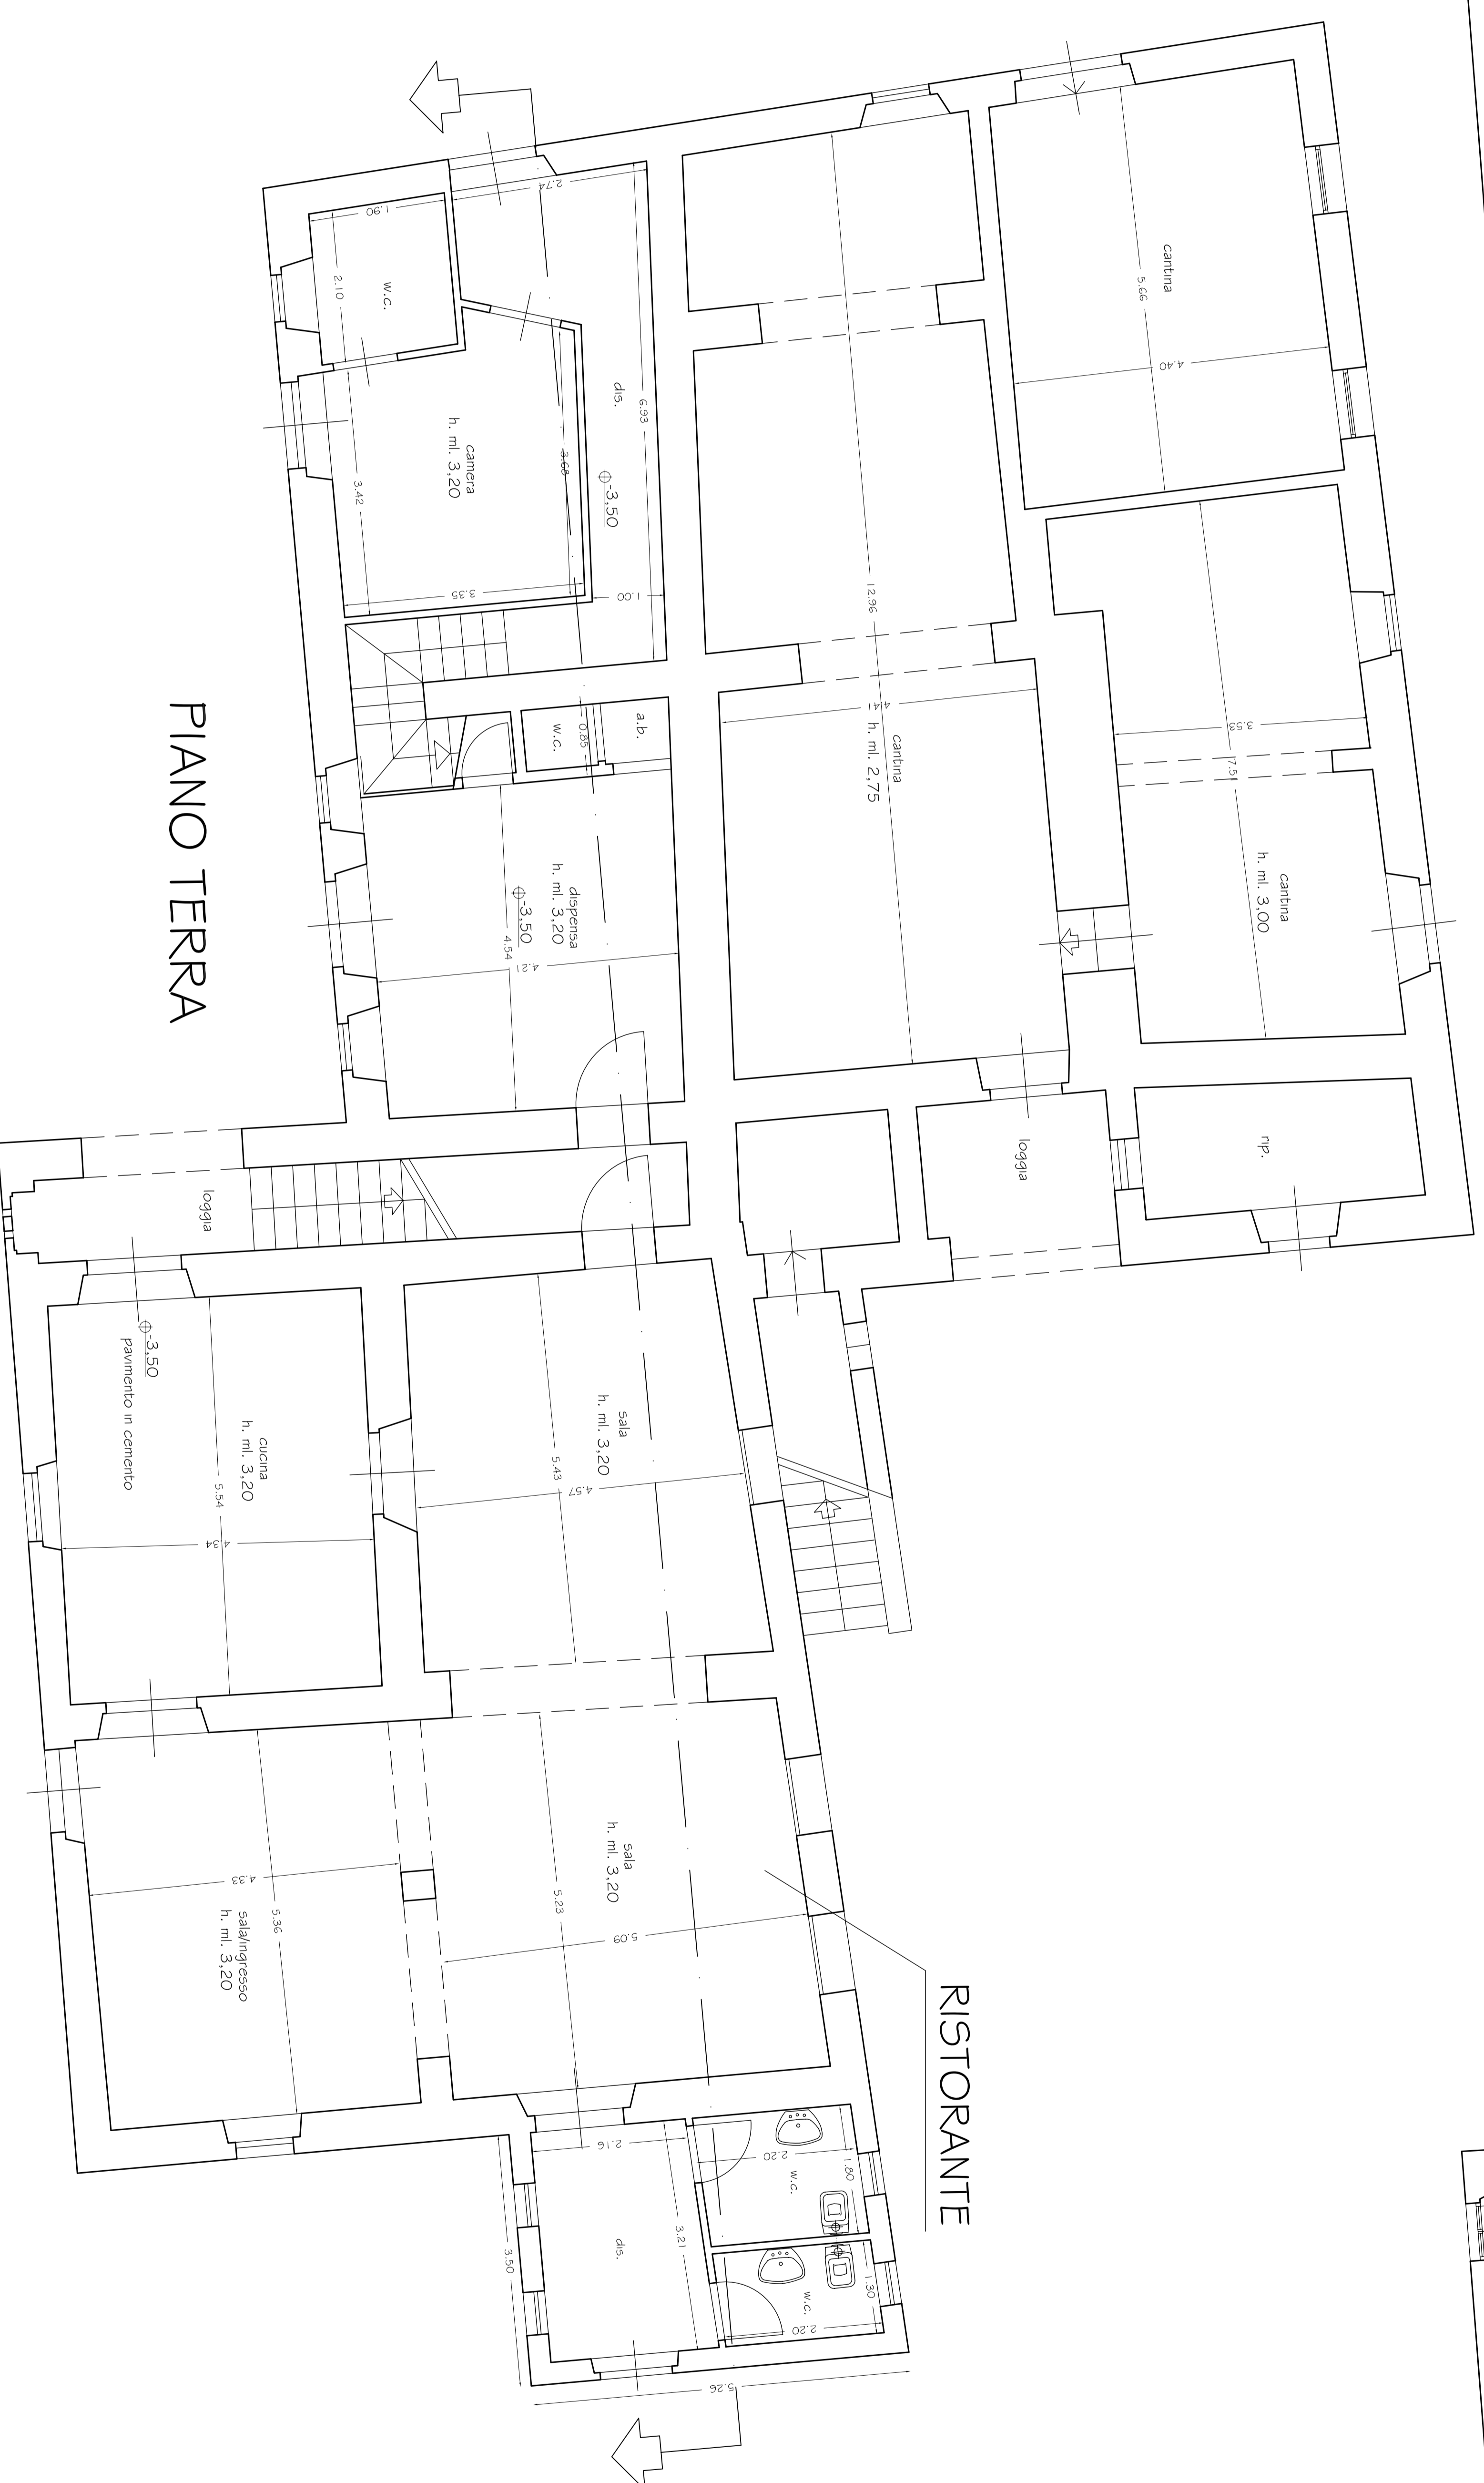 PIANO TERRA
RISTORANTE
cantina
5.66
4.40
cantina
h. ml. 3,00
7.51
3.53
12.96
cantina
h. ml. 2,75
4.41
rip.
loggia
2.74
6.93
dis.
-3,50
1.00
1.90
2.10
w.c.
camera
h. ml. 3,20
3.68
3.42
3.35
a.b.
w.c.
0.85
dispensa
h. ml. 3,20
-3,50
4.54
4.21
loggia
-3,50
pavimento in cemento
cucina
h. ml. 3,20
5.54
4.34
sala
h. ml. 3,20
5.43
4.57
sala
h. ml. 3,20
5.23
5.09
sala/ingresso
h. ml. 3,20
5.36
4.33
2.16
3.21
dis.
3.50
5.26
w.c.
2.20
1.80
w.c.
2.20
1.30